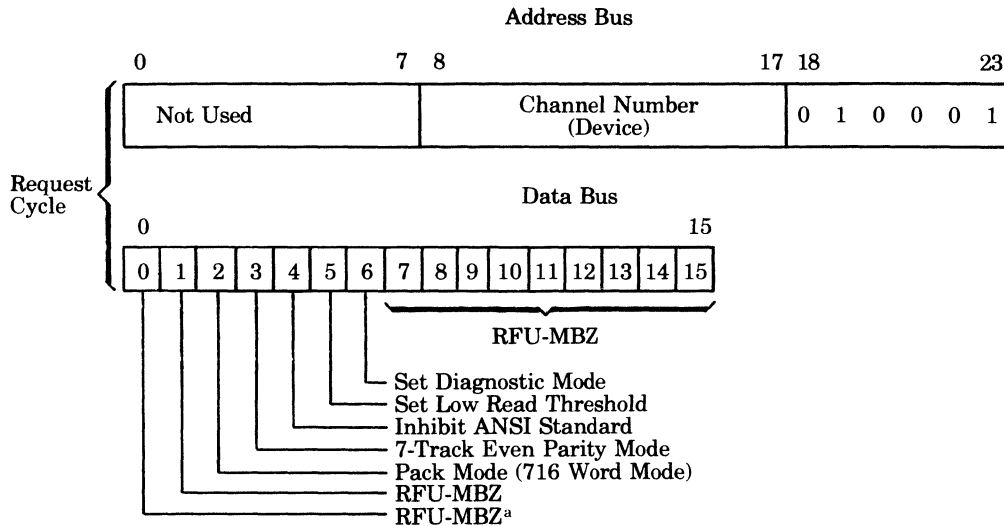 Address Bus
0 7 8 17 18 23
Not Used Channel Number (Device) 0 1 0 0 0 1
Request Cycle
Data Bus
0 15
0 1 2 3 4 5 6 7 8 9 10 11 12 13 14 15
RFU-MBZ
Set Diagnostic Mode
Set Low Read Threshold
Inhibit ANSI Standard
7-Track Even Parity Mode
Pack Mode (716 Word Mode)
RFU-MBZ
RFU-MBZᵃ